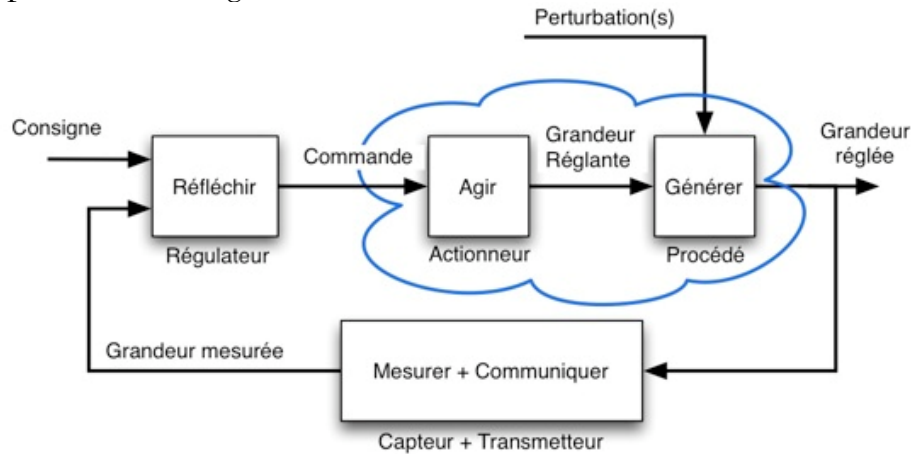 Perturbation(s)
Consigne
Commande
Grandeur
Réglante
Grandeur
réglée
Réfléchir
Agir
Générer
Régulateur
Actionneur
Procédé
Grandeur mesurée
Mesurer + Communiquer
Capteur + Transmetteur